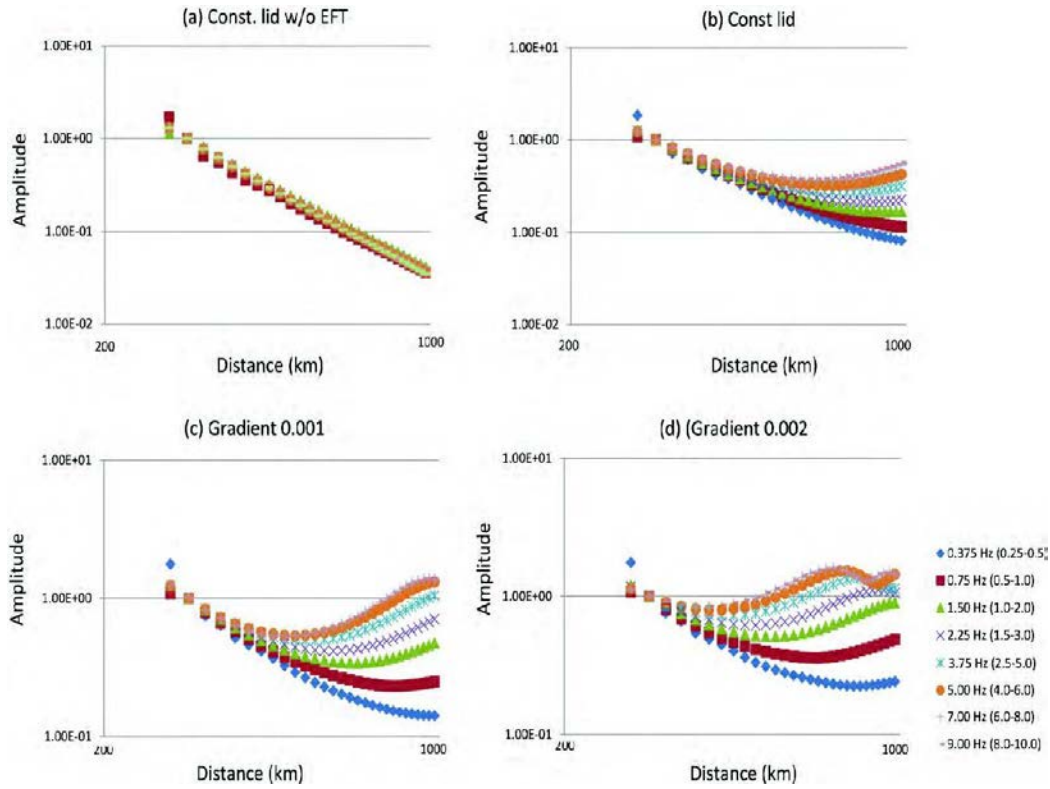 (a) Const. lid w/o EFT
1.00E+01
1.00E+00
1.00E-01
1.00E-02
200
1000
Amplitude
Distance (km)
(b) Const lid
1.00E+01
1.00E+00
1.00E-01
1.00E-02
200
1000
Amplitude
Distance (km)
(c) Gradient 0.001
1.00E+01
1.00E+00
1.00E-01
200
1000
Amplitude
Distance (km)
(d) (Gradient 0.002
1.00E+01
1.00E+00
1.00E-01
200
1000
Amplitude
Distance (km)
0.375 Hz (0.25-0.5)
0.75 Hz (0.5-1.0)
1.50 Hz (1.0-2.0)
2.25 Hz (1.5-3.0)
3.75 Hz (2.5-5.0)
5.00 Hz (4.0-6.0)
7.00 Hz (6.0-8.0)
9.00 Hz (8.0-10.0)